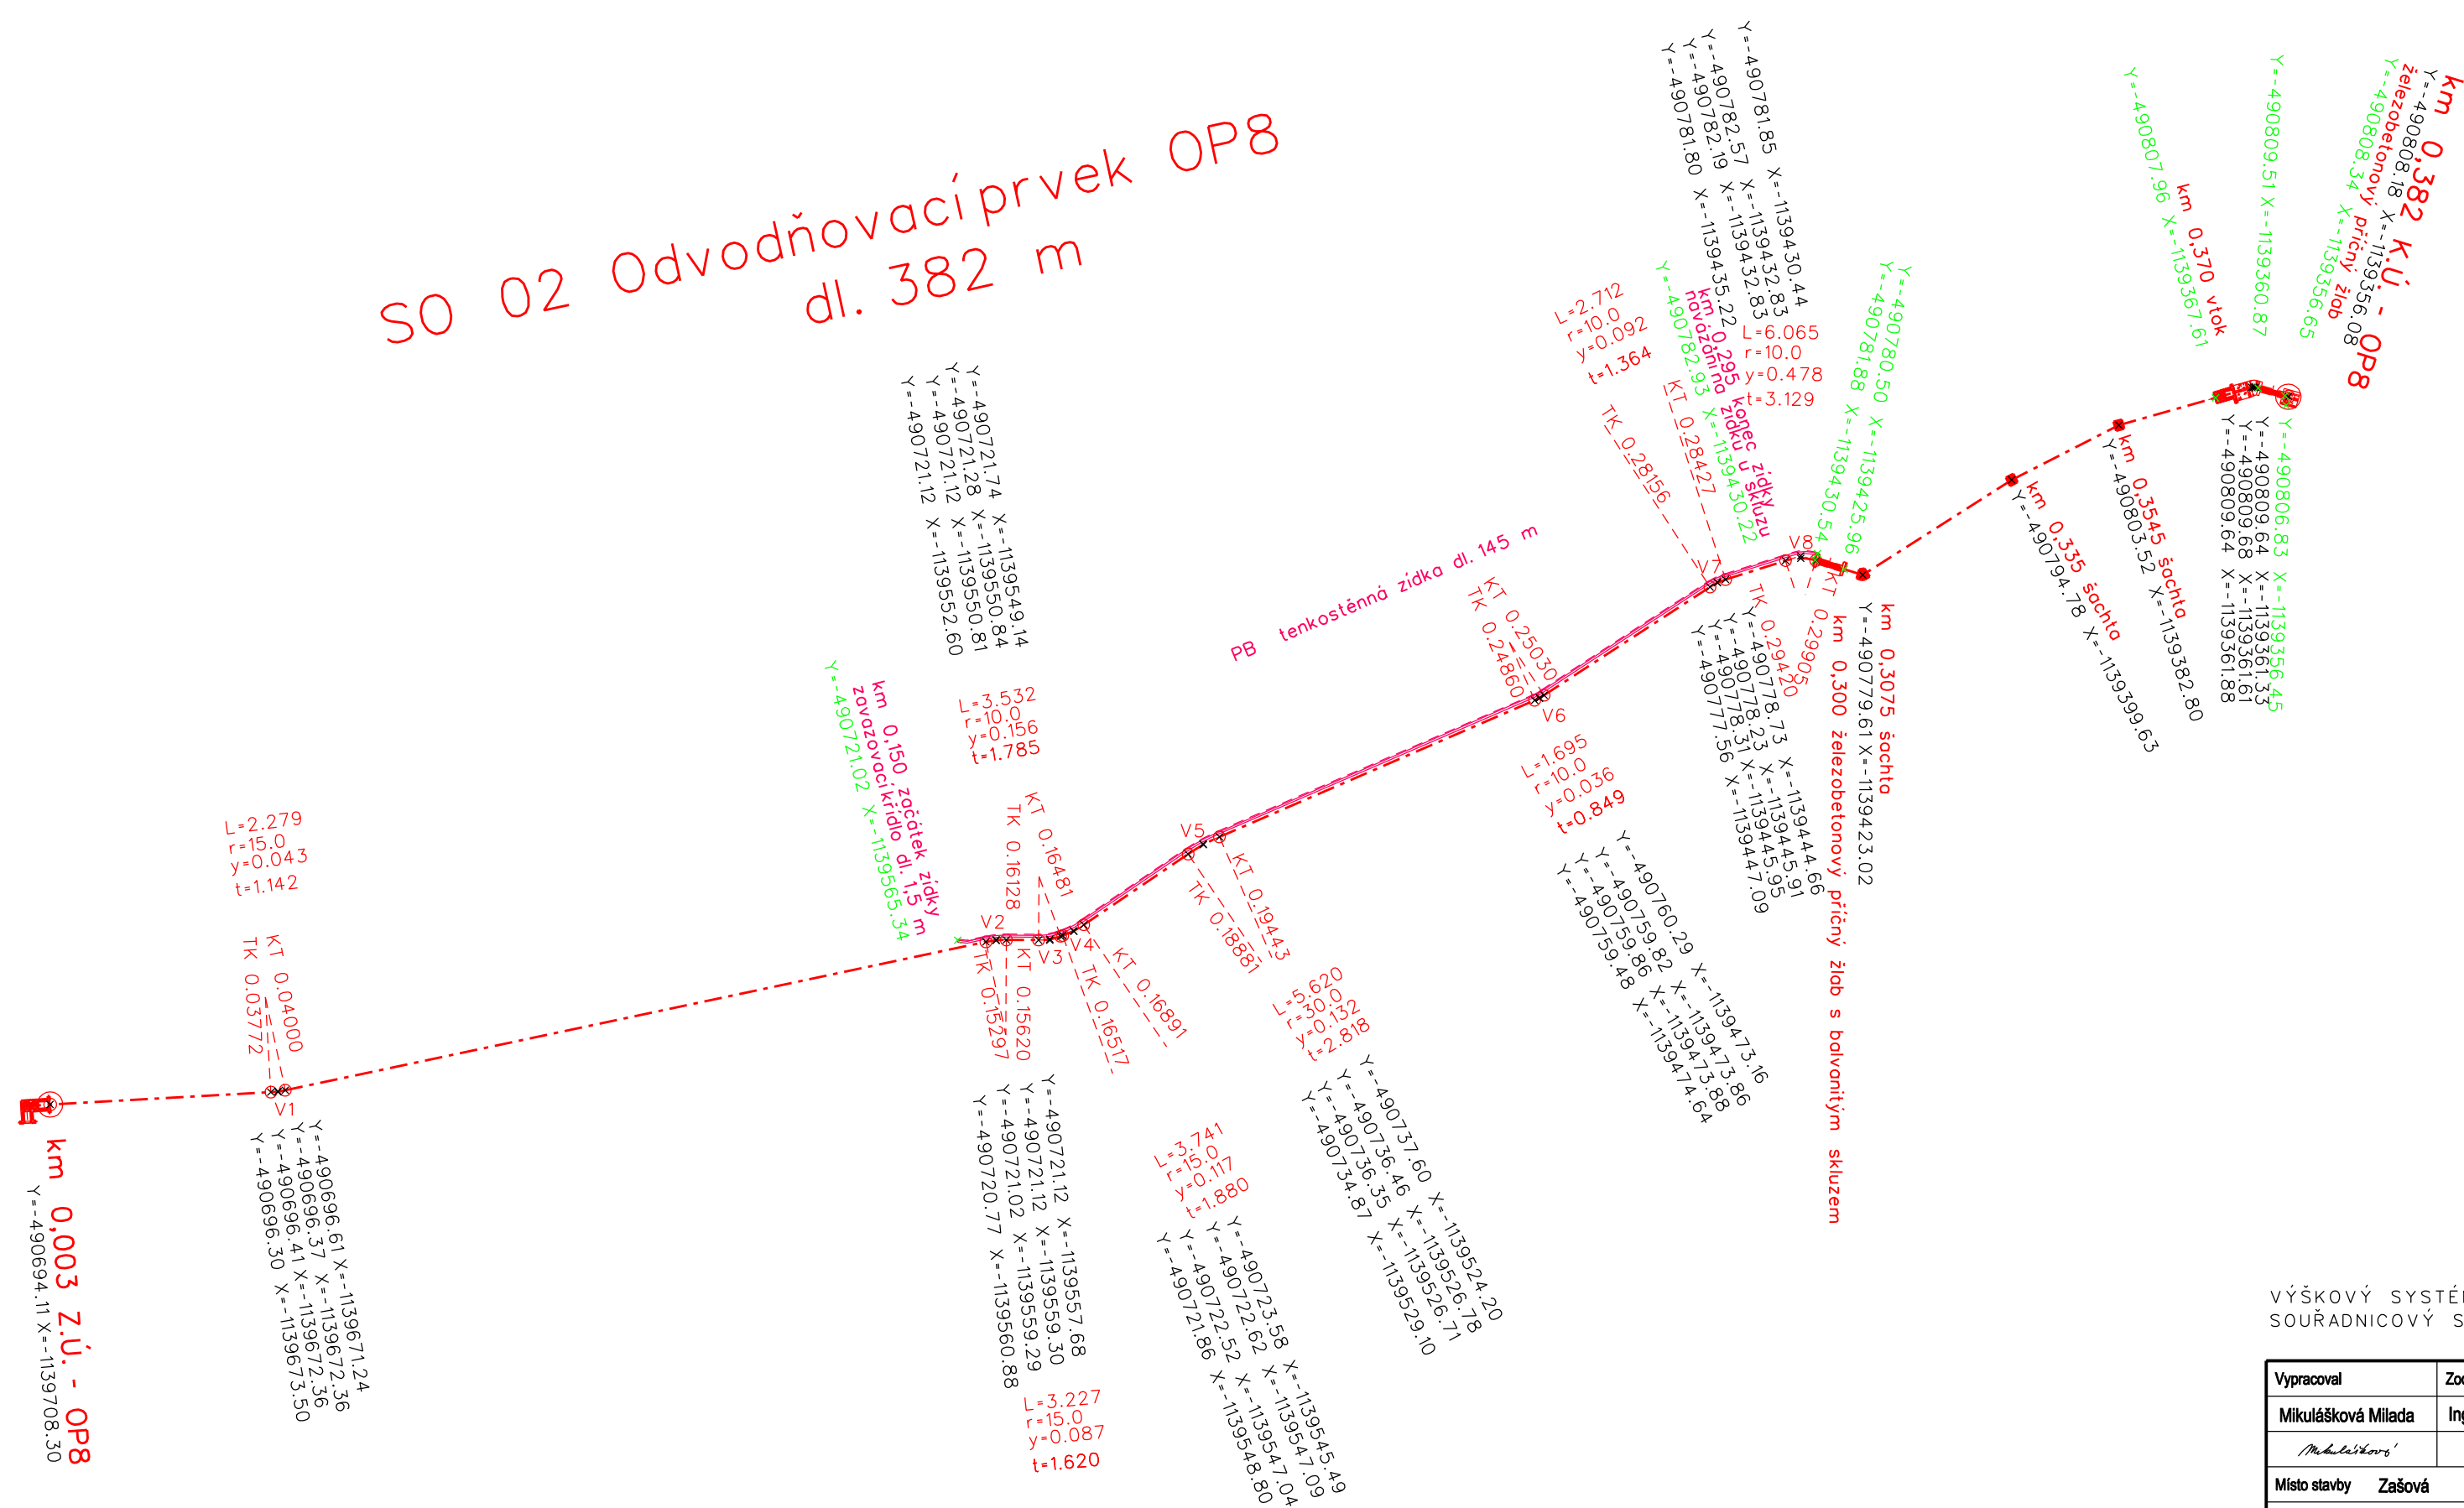 SO 02 Odvodňovací prvek OP8
dl. 382 m
km 0,003 Z.Ú. - OP8
Y=-490694.11 X=-1139708.30
L=2.279
r=15.0
y=0.043
t=1.142
TK 0.03772
KT 0.04000
V1
Y=-490696.61 X=-1139671.24
Y=-490696.37 X=-1139672.36
Y=-490696.41 X=-1139672.36
Y=-490696.30 X=-1139673.50
Y=-490721.74 X=-1139549.14
Y=-490721.28 X=-1139550.84
Y=-490721.12 X=-1139550.81
Y=-490721.12 X=-1139552.60
L=3.532
r=10.0
y=0.156
t=1.785
km 0,150 začátek zídky
zavazovací křídlo dl. 1,5 m
Y=-490721.02 X=-1139565.34
KT 0.16481
TK 0.16128
V2
V3
V4
TK 0.15297
KT 0.15620
TK 0.16517
KT 0.16891
Y=-490721.12 X=-1139557.68
Y=-490721.12 X=-1139559.30
Y=-490721.02 X=-1139559.29
Y=-490720.77 X=-1139560.88
L=3.227
r=15.0
y=0.087
t=1.620
L=3.741
r=15.0
y=0.117
t=1.880
Y=-490723.58 X=-1139545.49
Y=-490722.62 X=-1139547.09
Y=-490722.52 X=-1139547.04
Y=-490721.86 X=-1139548.80
V5
KT 0.19443
TK 0.18881
L=5.620
r=30.0
y=0.132
t=2.818
Y=-490737.60 X=-1139524.20
Y=-490736.46 X=-1139526.78
Y=-490736.35 X=-1139526.71
Y=-490734.87 X=-1139529.10
PB tenkostěnná zídka dl. 145 m
KT 0.25030
TK 0.24860
V6
L=1.695
r=10.0
y=0.036
t=0.849
Y=-490760.29 X=-1139473.16
Y=-490759.82 X=-1139473.86
Y=-490759.86 X=-1139473.88
Y=-490759.48 X=-1139474.64
Y=-490781.85 X=-1139430.44
Y=-490782.57 X=-1139432.83
Y=-490782.19 X=-1139432.83
Y=-490781.80 X=-1139435.22
L=2.712
r=10.0
y=0.092
t=1.364
L=6.065
r=10.0
y=0.478
t=3.129
km 0,295 konec zídky
navázání na zídku u skluzu
Y=-490782.93 X=-1139430.22
KT 0.28427
TK 0.28156
V7
V8
TK 0.29420
KT 0.29905
Y=-490778.73 X=-1139444.66
Y=-490778.23 X=-1139445.91
Y=-490778.31 X=-1139445.95
Y=-490777.56 X=-1139447.09
Y=-490780.50 X=-1139425.96
Y=-490781.88 X=-1139430.54
km 0,300 železobetonový příčný žlab s balvanitým skluzem
km 0,3075 šachta
Y=-490779.61 X=-1139423.02
km 0,335 šachta
Y=-490794.78 X=-1139399.63
km 0,3545 šachta
Y=-490803.52 X=-1139382.80
km 0,370 vtok
Y=-490807.96 X=-1139367.61
Y=-490809.51 X=-1139360.87
km 0,382 K.Ú. - OP8
Y=-490808.18 X=-1139356.08
železobetonový příčný žlab
Y=-490808.34 X=-1139356.65
Y=-490806.83 X=-1139356.45
Y=-490809.64 X=-1139361.33
Y=-490809.68 X=-1139361.61
Y=-490809.64 X=-1139361.88
VÝŠKOVÝ SYSTÉ
SOUŘADNICOVÝ S
Vypracoval
Mikulášková Milada
Ing
Mikulášková
Místo stavby Zašová